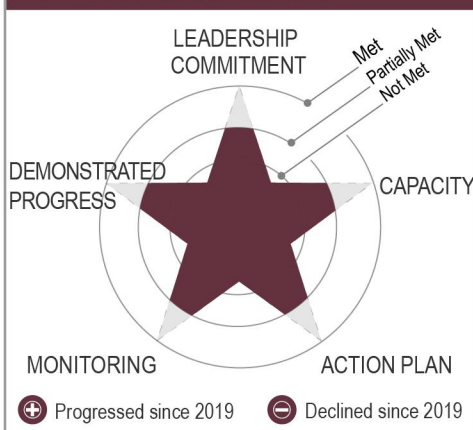 LEADERSHIP
COMMITMENT
Met
Partially Met
Not Met
DEMONSTRATED
PROGRESS
CAPACITY
MONITORING
ACTION PLAN
Progressed since 2019
Declined since 2019